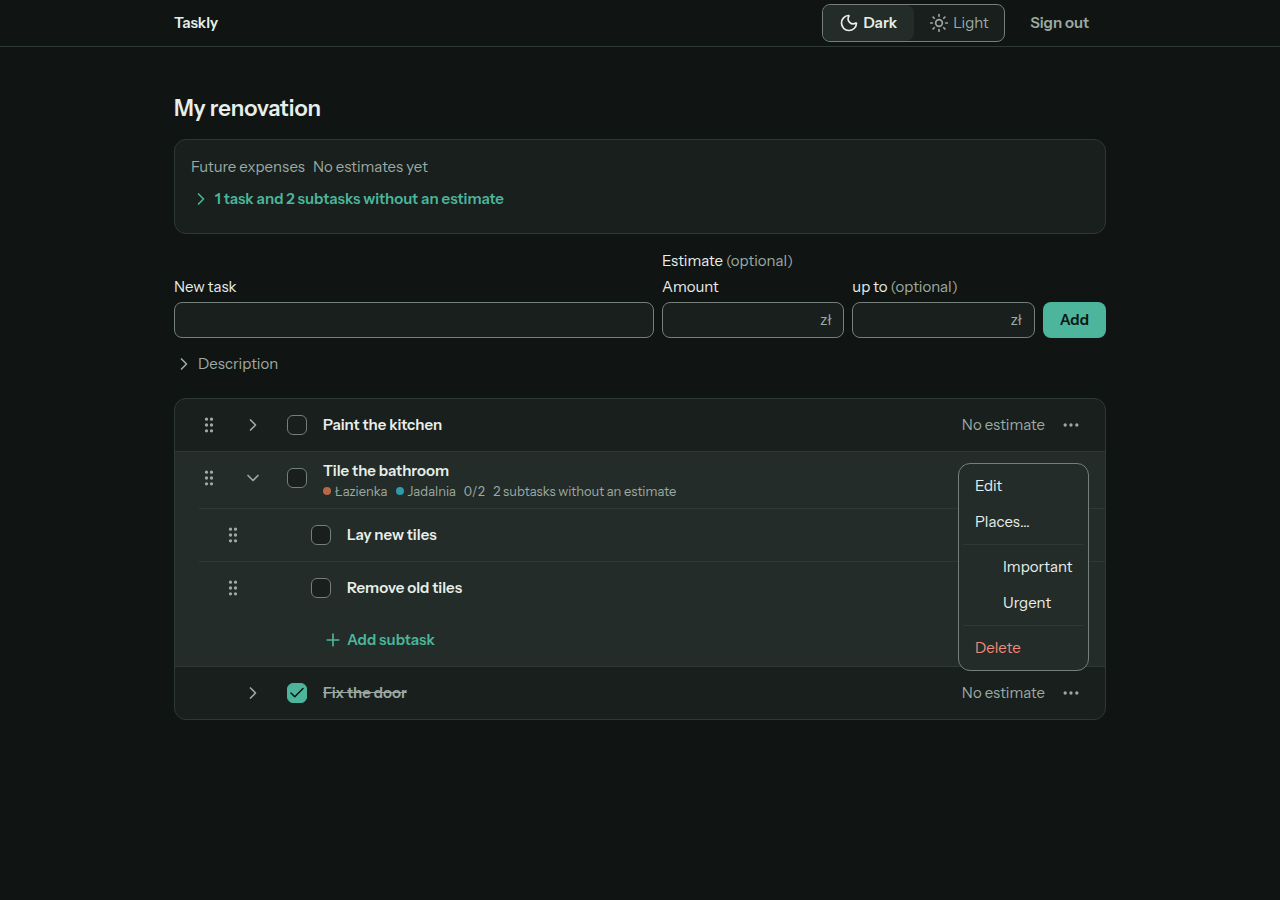 Taskly Dark Light Sign out
My renovation
Future expenses No estimates yet
1 task and 2 subtasks without an estimate
Estimate (optional)
New task Amount up to (optional)
zł zł Add
Description
Paint the kitchen No estimate
Tile the bathroom
Łazienka Jadalnia 0/2 2 subtasks without an estimate
Edit
Places...
Lay new tiles
Important
Remove old tiles
Urgent
Add subtask
Delete
Fix the door No estimate